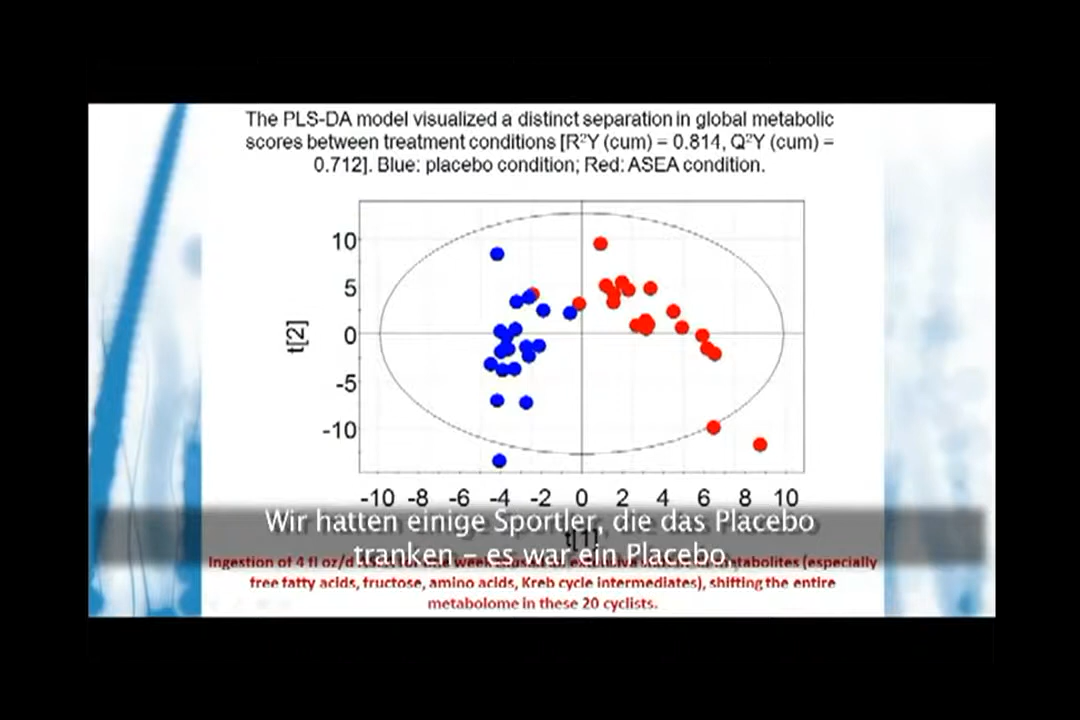 The PLS-DA model visualized a distinct separation in global metabolic
scores between treatment conditions [R²Y (cum) = 0.814, Q²Y (cum) =
0.712]. Blue: placebo condition; Red: ASEA condition.
10
5
0
-5
-10
t[2]
-10 -8 -6 -4 -2 0 2 4 6 8 10
t[1]
Wir hatten einige Sportler, die das Placebo
tranken – es war ein Placebo.
Ingestion of 4 fl oz/d metabolites (especially
free fatty acids, fructose, amino acids, Kreb cycle intermediates), shifting the entire
metabolome in these 20 cyclists.